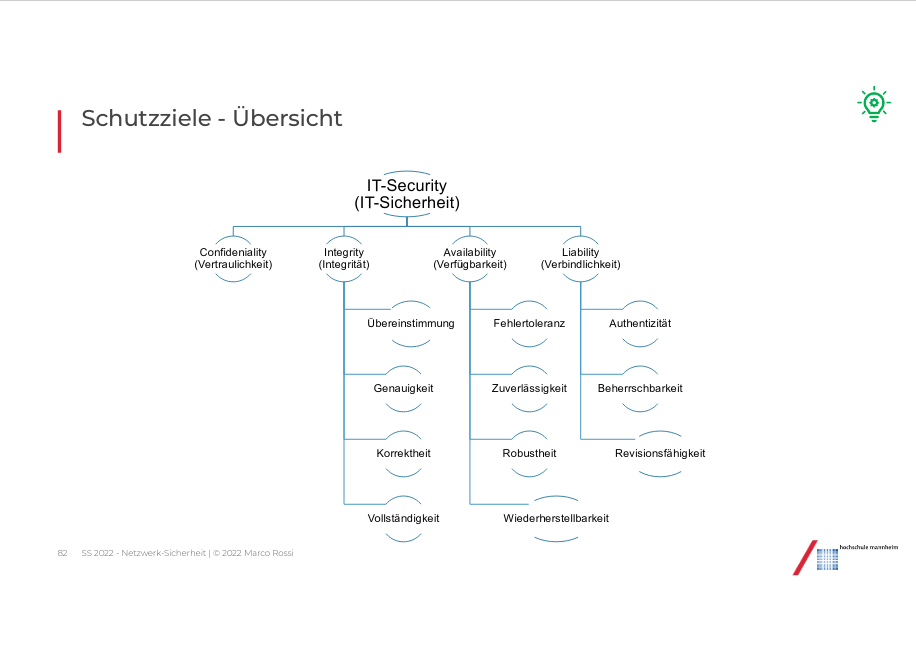 Schutzziele - Übersicht
IT-Security
(IT-Sicherheit)
Confideniality
(Vertraulichkeit)
Integrity
(Integrität)
Availability
(Verfügbarkeit)
Liability
(Verbindlichkeit)
Übereinstimmung
Fehlertoleranz
Authentizität
Genauigkeit
Zuverlässigkeit
Beherrschbarkeit
Korrektheit
Robustheit
Revisionsfähigkeit
Vollständigkeit
Wiederherstellbarkeit
82 SS 2022 - Netzwerk-Sicherheit | © 2022 Marco Rossi
hochschule mannheim